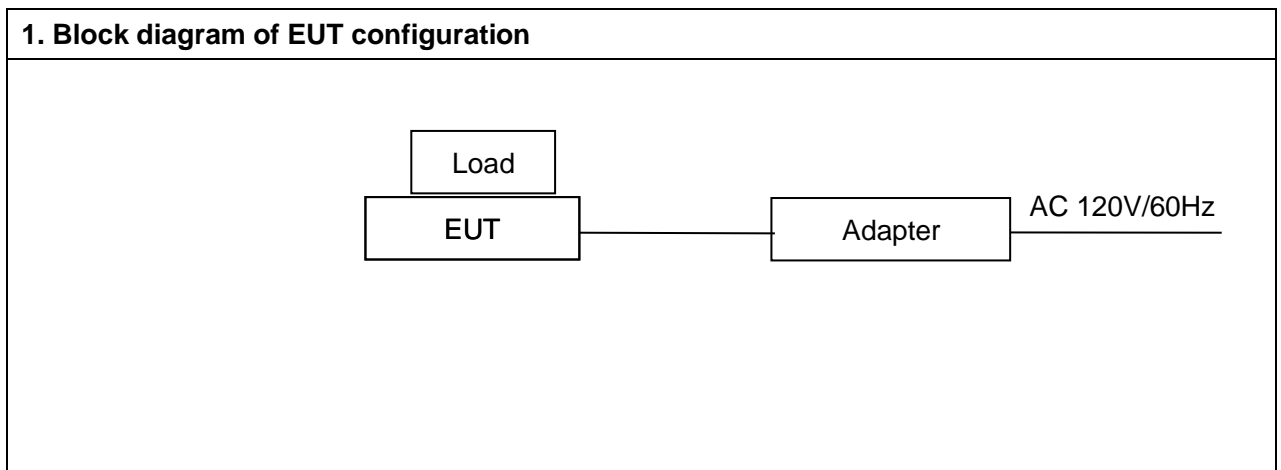 1. Block diagram of EUT configuration
Load
EUT
Adapter
AC 120V/60Hz